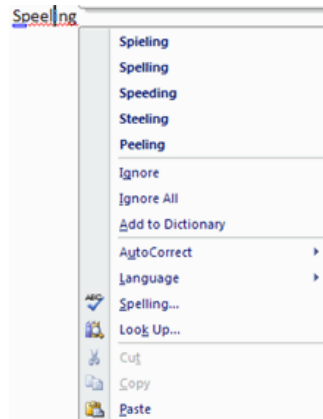 Speeling
Spieling
Spelling
Speeding
Steeling
Peeling
Ignore
Ignore All
Add to Dictionary
AutoCorrect
Language
ABC Spelling...
Look Up...
Cut
Copy
Paste